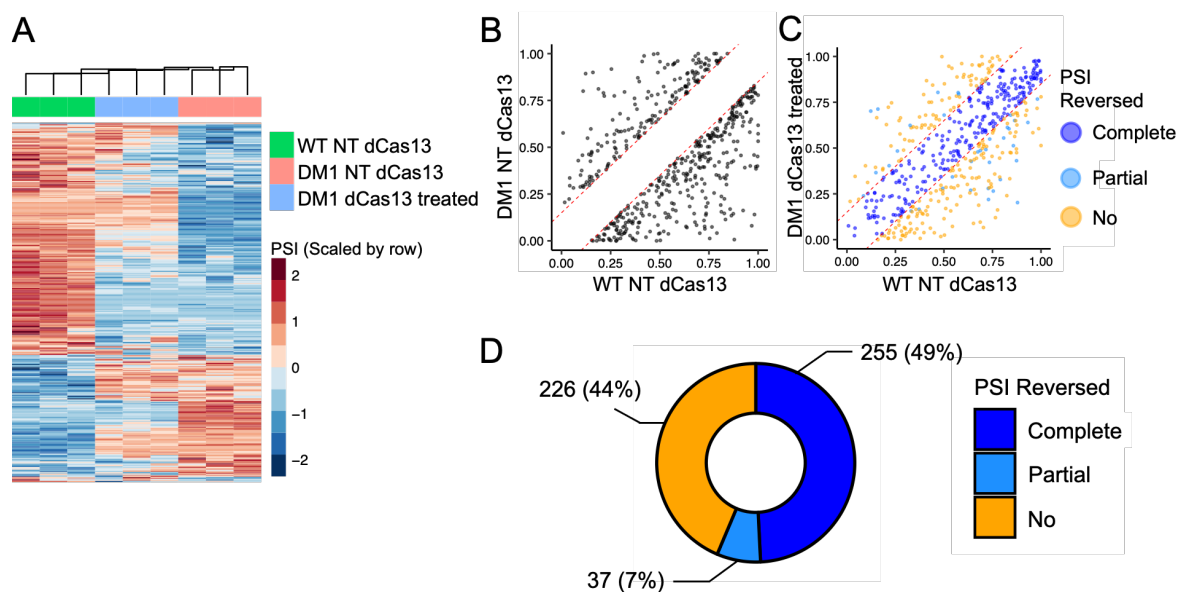 A
WT NT dCas13
DM1 NT dCas13
DM1 dCas13 treated
PSI (Scaled by row)
2
1
0
−1
−2
B
DM1 NT dCas13
1.00
0.75
0.50
0.25
0.00
0.00 0.25 0.50 0.75 1.00
WT NT dCas13
C
DM1 dCas13 treated
1.00
0.75
0.50
0.25
0.00
0.00 0.25 0.50 0.75 1.00
WT NT dCas13
PSI
Reversed
Complete
Partial
No
D
255 (49%)
226 (44%)
37 (7%)
PSI Reversed
Complete
Partial
No